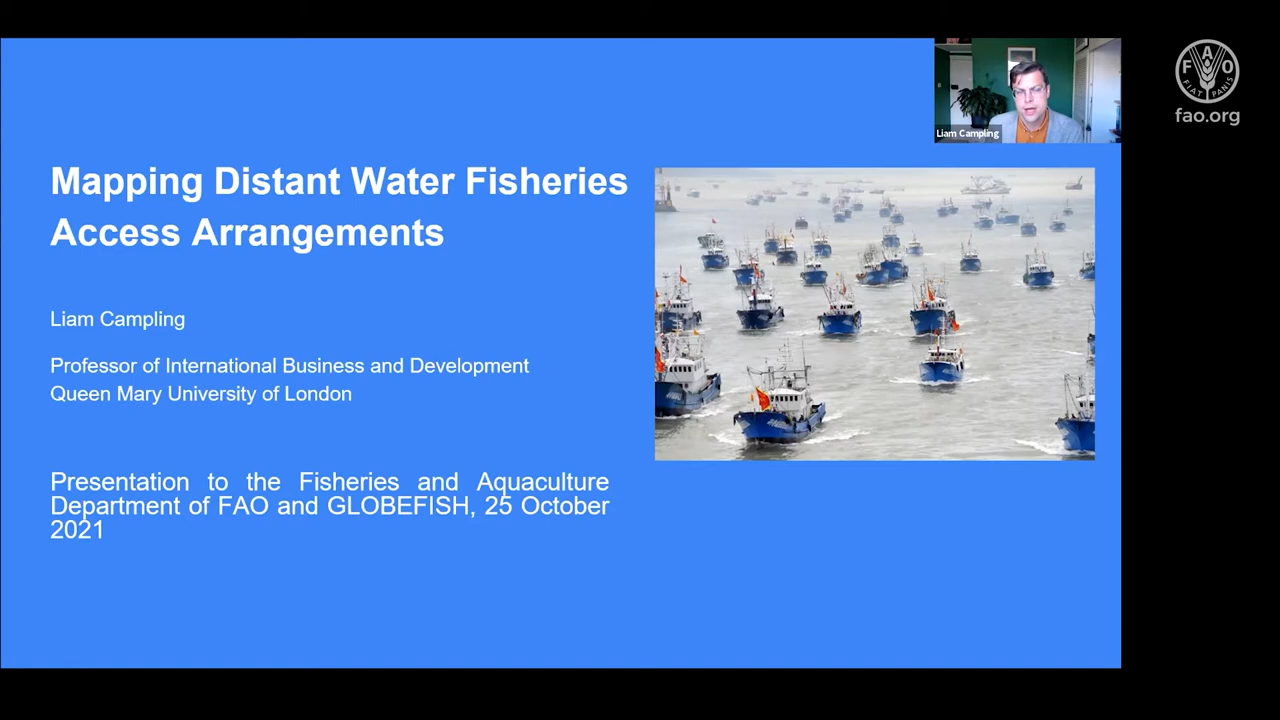 Mapping Distant Water Fisheries
Access Arrangements
Liam Campling
Professor of International Business and Development
Queen Mary University of London
Presentation to the Fisheries and Aquaculture
Department of FAO and GLOBEFISH, 25 October
2021
Liam Campling
F A O
FIAT PANIS
fao.org